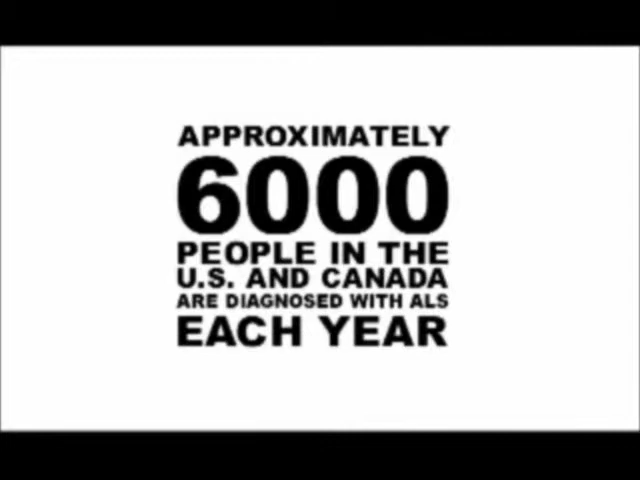 APPROXIMATELY
6000
PEOPLE IN THE
U.S. AND CANADA
ARE DIAGNOSED WITH ALS
EACH YEAR